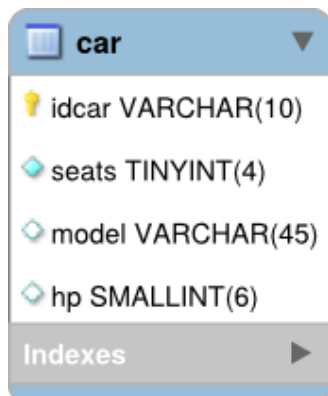 car
idcar VARCHAR(10)
seats TINYINT(4)
model VARCHAR(45)
hp SMALLINT(6)
Indexes